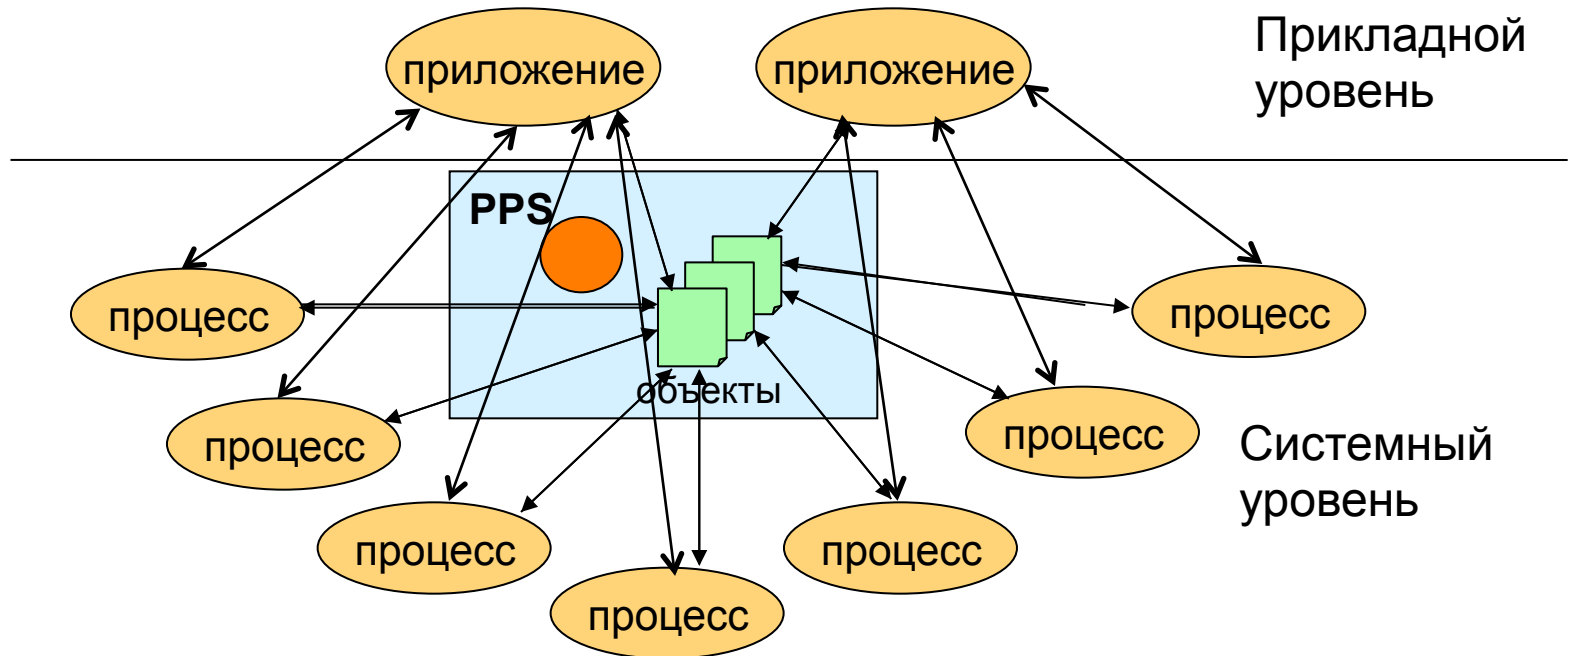 приложение
приложение
Прикладной
уровень
PPS
процесс
процесс
объекты
процесс
процесс
Системный
уровень
процесс
процесс
процесс